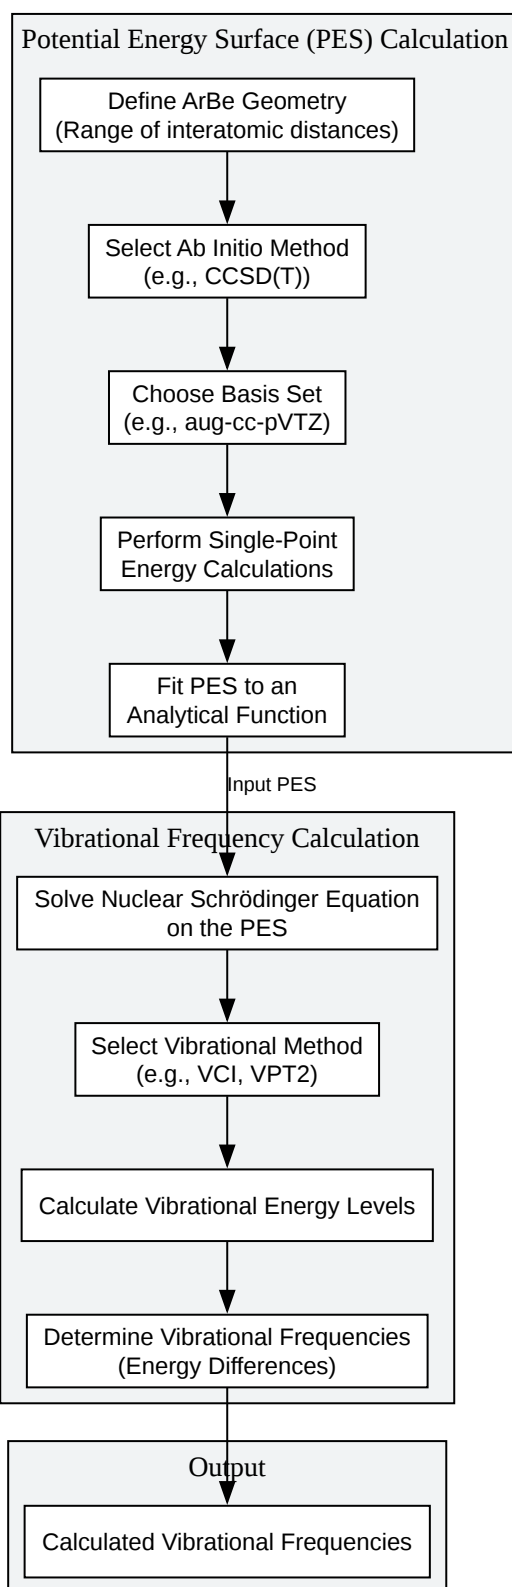 Potential Energy Surface (PES) Calculation
Define ArBe Geometry
(Range of interatomic distances)
Select Ab Initio Method
(e.g., CCSD(T))
Choose Basis Set
(e.g., aug-cc-pVTZ)
Perform Single-Point
Energy Calculations
Fit PES to an
Analytical Function
Input PES
Vibrational Frequency Calculation
Solve Nuclear Schrödinger Equation
on the PES
Select Vibrational Method
(e.g., VCI, VPT2)
Calculate Vibrational Energy Levels
Determine Vibrational Frequencies
(Energy Differences)
Output
Calculated Vibrational Frequencies